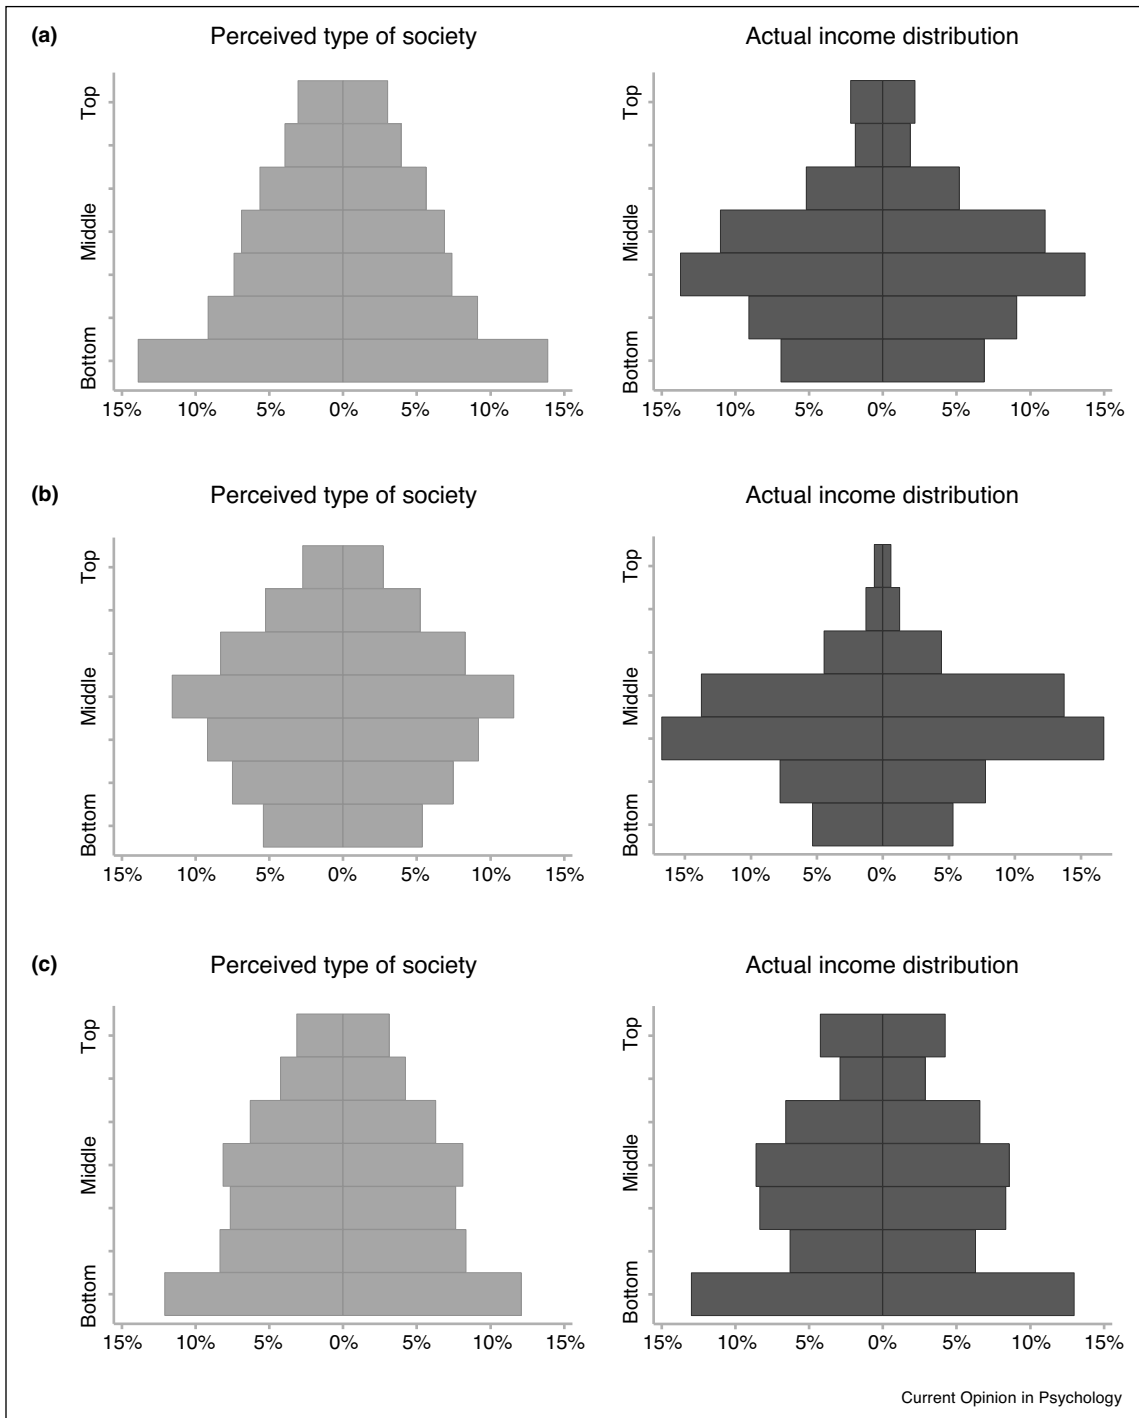 (a)
Perceived type of society
Actual income distribution
Top
Middle
Bottom
15% 10% 5% 0% 5% 10% 15%
Top
Middle
Bottom
15% 10% 5% 0% 5% 10% 15%
(b)
Perceived type of society
Actual income distribution
Top
Middle
Bottom
15% 10% 5% 0% 5% 10% 15%
Top
Middle
Bottom
15% 10% 5% 0% 5% 10% 15%
(c)
Perceived type of society
Actual income distribution
Top
Middle
Bottom
15% 10% 5% 0% 5% 10% 15%
Top
Middle
Bottom
15% 10% 5% 0% 5% 10% 15%
Current Opinion in Psychology